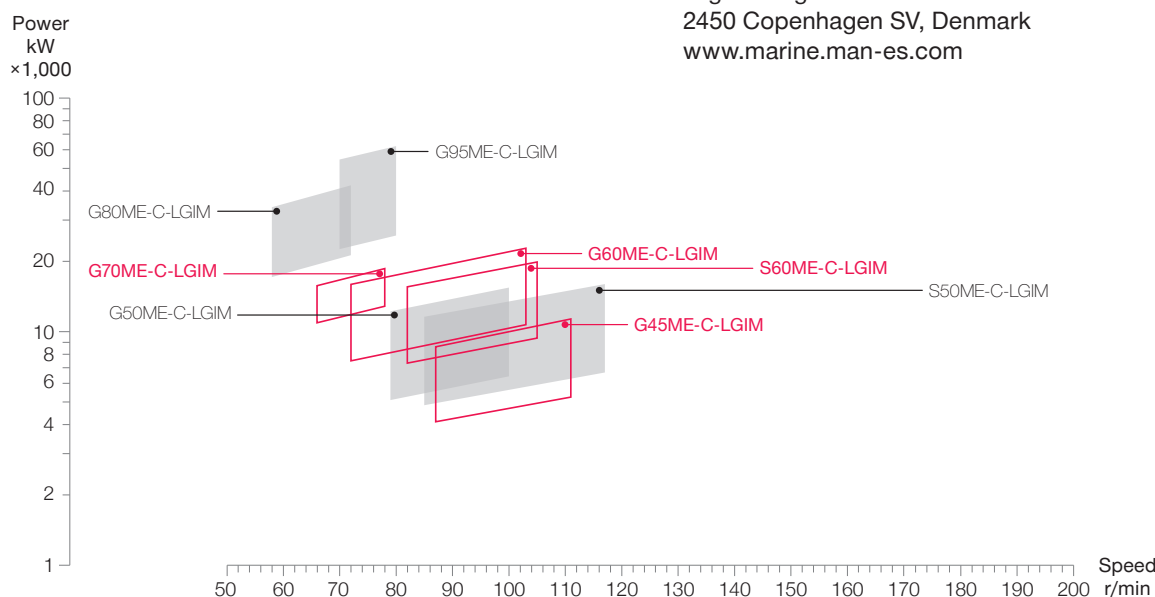 2450 Copenhagen SV, Denmark
www.marine.man-es.com
Power
kW
×1,000
100
80
60
40
20
10
8
6
4
2
1
G95ME-C-LGIM
G80ME-C-LGIM
G70ME-C-LGIM
G60ME-C-LGIM
S60ME-C-LGIM
G50ME-C-LGIM
S50ME-C-LGIM
G45ME-C-LGIM
50 60 70 80 90 100 110 120 130 140 150 160 170 180 190 200
Speed
r/min